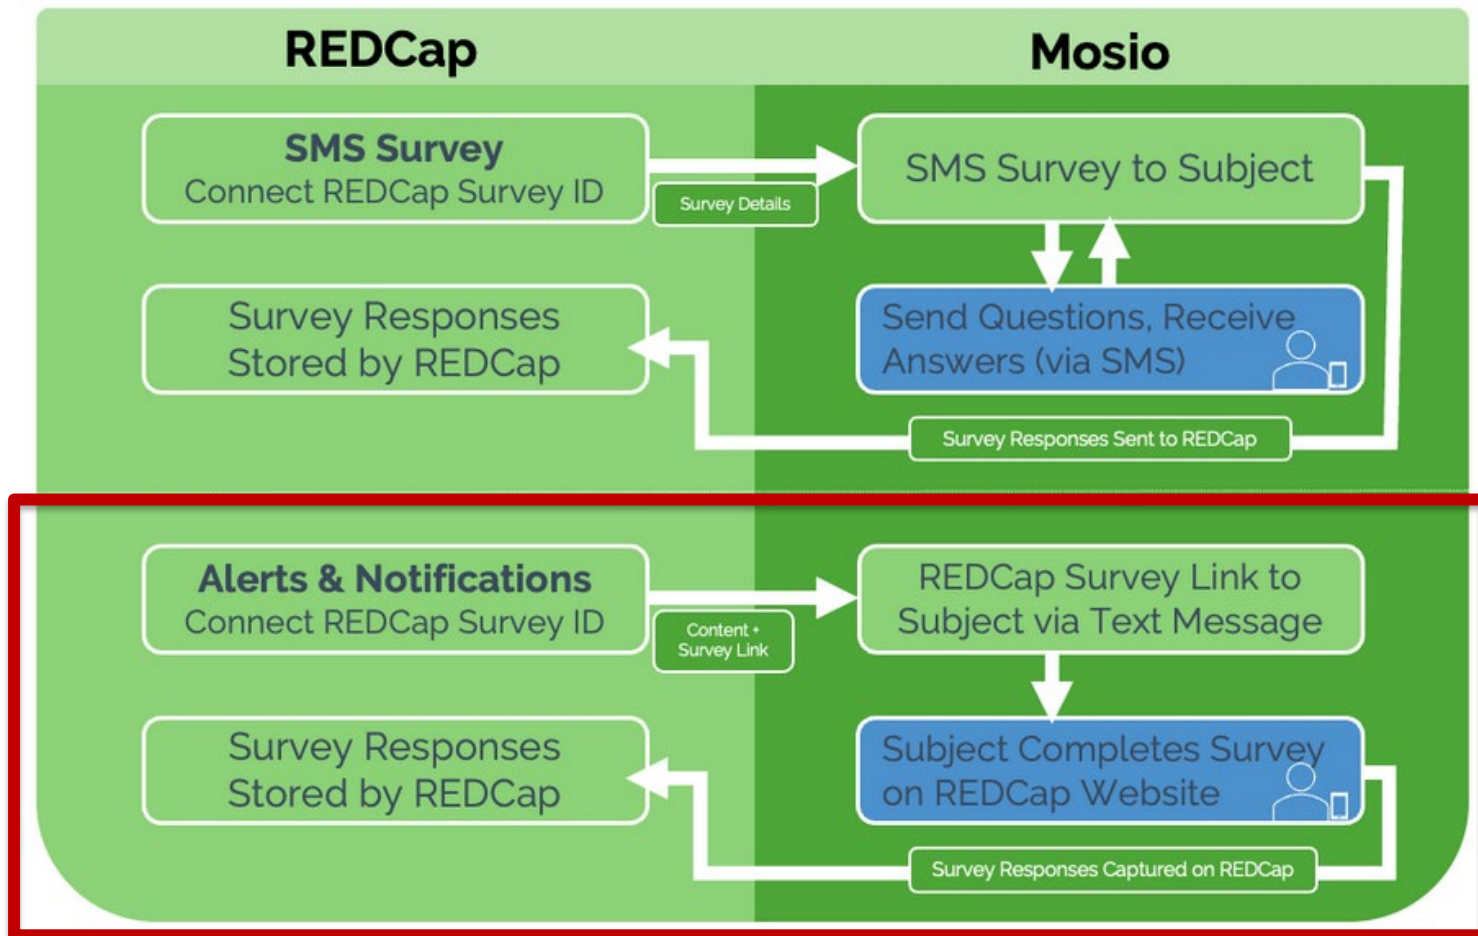 REDCap
Mosio
SMS Survey
Connect REDCap Survey ID
Survey Details
SMS Survey to Subject
Survey Responses
Stored by REDCap
Send Questions, Receive
Answers (via SMS)
Survey Responses Sent to REDCap
Alerts & Notifications
Connect REDCap Survey ID
Content +
Survey Link
REDCap Survey Link to
Subject via Text Message
Survey Responses
Stored by REDCap
Subject Completes Survey
on REDCap Website
Survey Responses Captured on REDCap